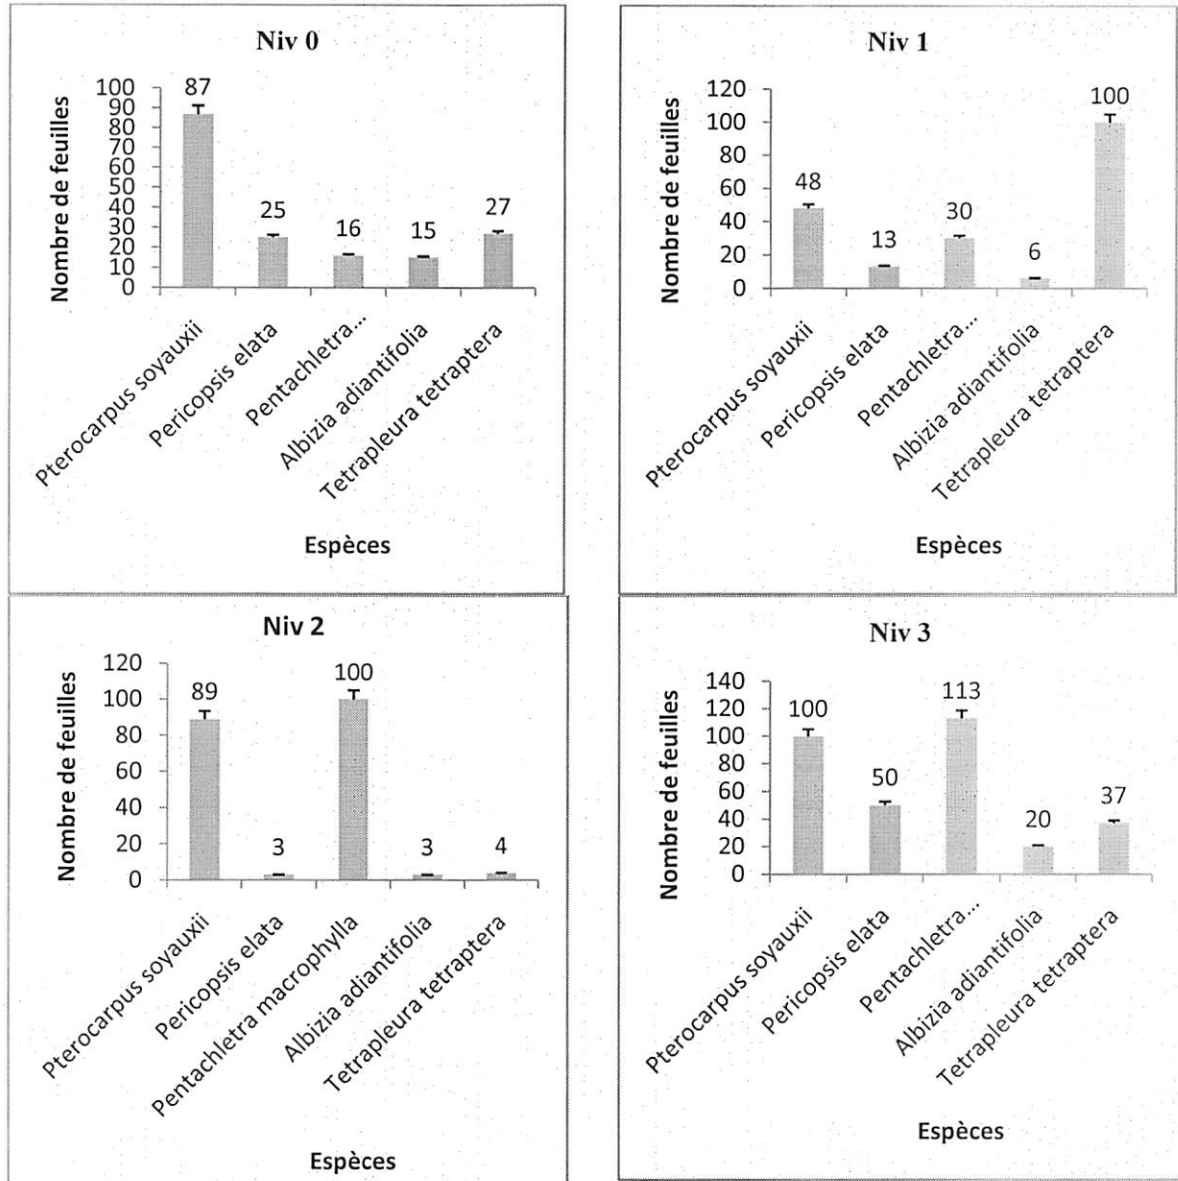 Niv 0
Nombre de feuilles
100
90
80
70
60
50
40
30
20
10
0
87
25
16
15
27
Pterocarpus soyauxii
Pericopsis elata
Pentachletra...
Albizia adiantifolia
Tetrapleura tetraptera
Espèces
Niv 1
Nombre de feuilles
120
100
80
60
40
20
0
48
13
30
6
100
Pterocarpus soyauxii
Pericopsis elata
Pentachletra...
Albizia adiantifolia
Tetrapleura tetraptera
Espèces
Niv 2
Nombre de feuilles
120
100
80
60
40
20
0
89
3
100
3
4
Pterocarpus soyauxii
Pericopsis elata
Pentachletra macrophylla
Albizia adiantifolia
Tetrapleura tetraptera
Espèces
Niv 3
Nombre de feuilles
140
120
100
80
60
40
20
0
100
50
113
20
37
Pterocarpus soyauxii
Pericopsis elata
Pentachletra...
Albizia adiantifolia
Tetrapleura tetraptera
Espèces